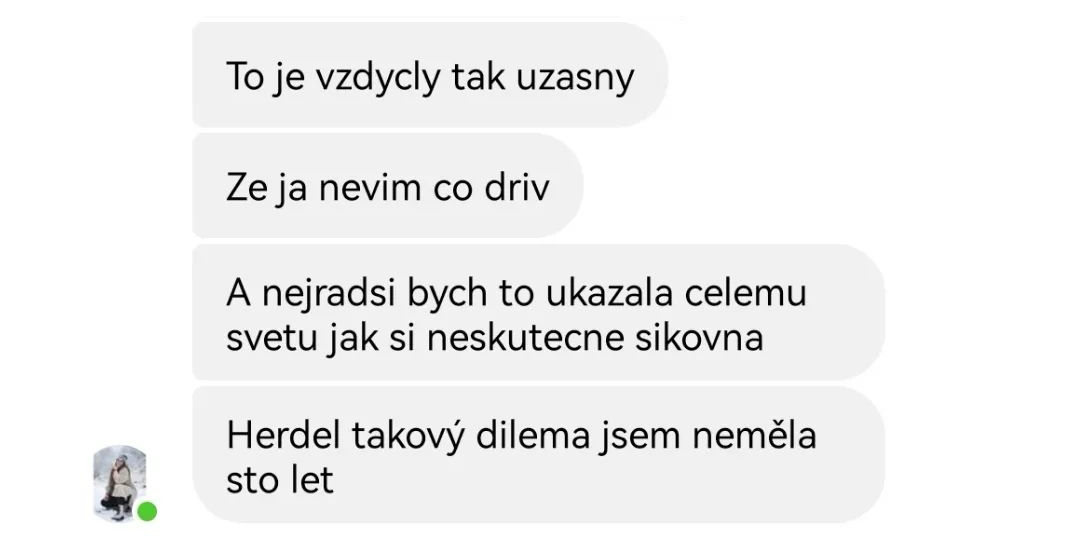 To je vzdycly tak uzasny
Ze ja nevim co driv
A nejradsi bych to ukazala celemu
svetu jak si neskutecne sikovna
Herdel takový dilema jsem neměla
sto let